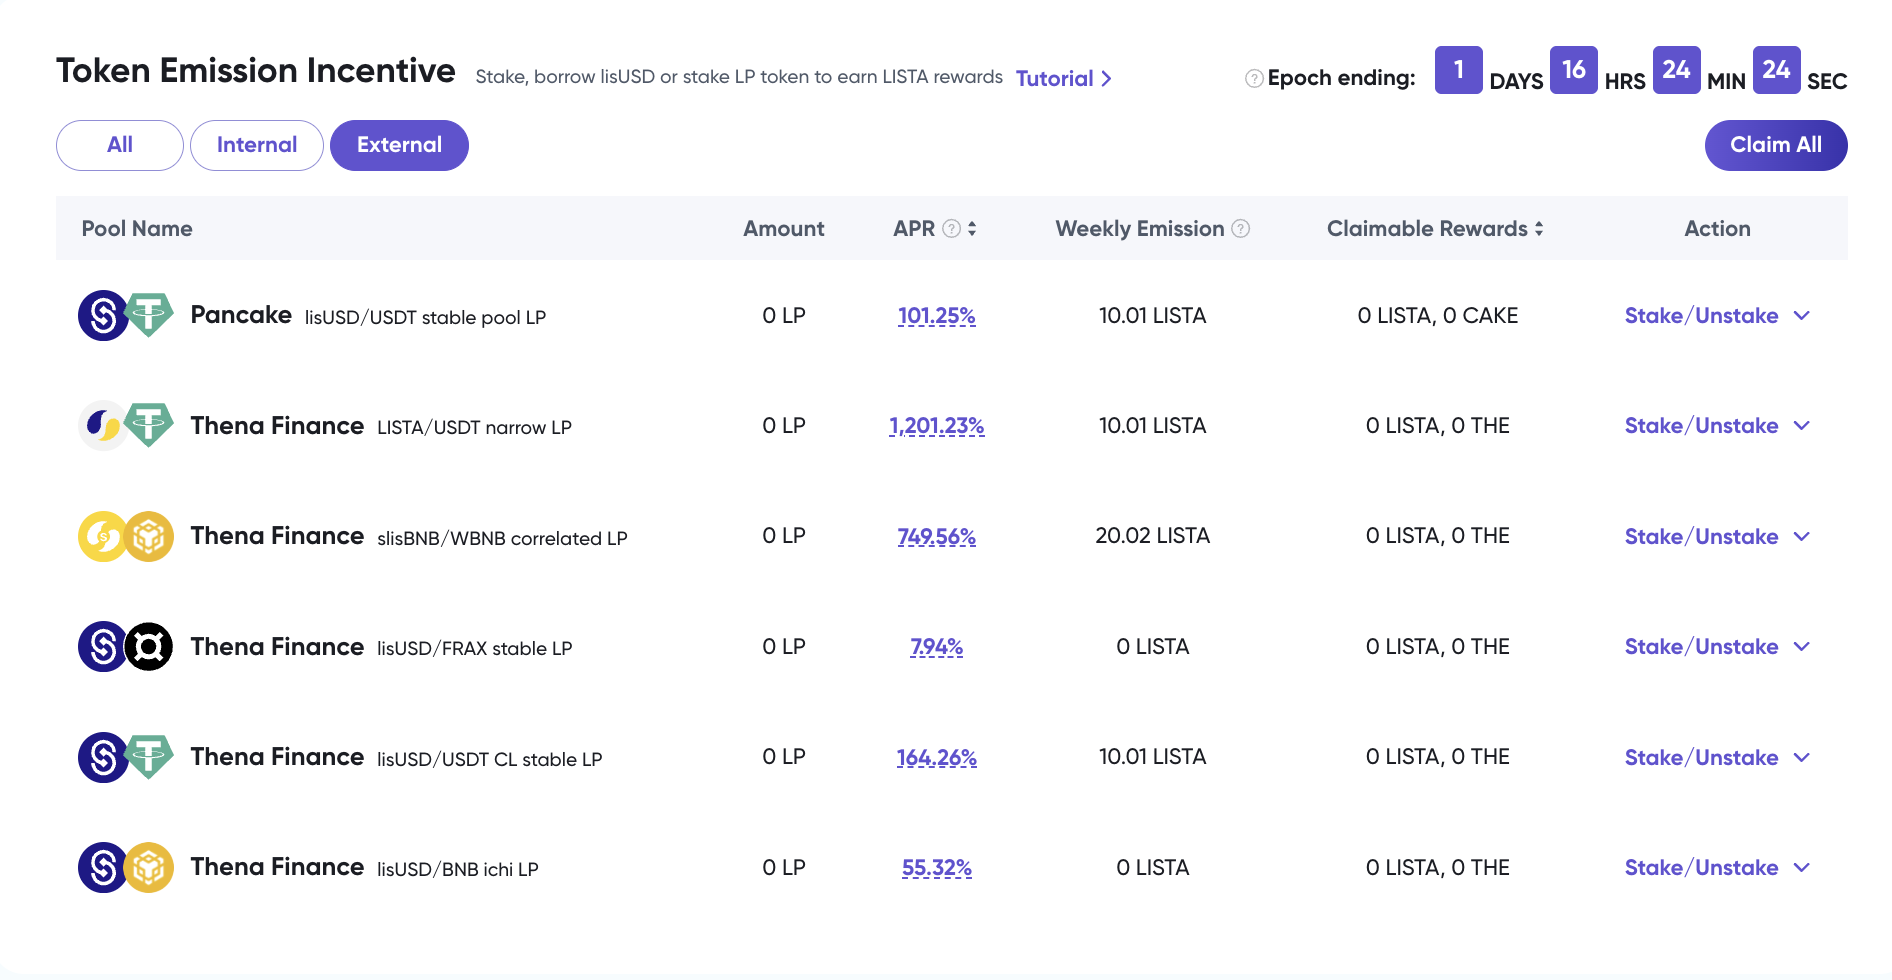 Token Emission Incentive Stake, borrow lisUSD or stake LP token to earn LISTA rewards Tutorial > ? Epoch ending: 1 DAYS 16 HRS 24 MIN 24 SEC
All Internal External Claim All
Pool Name Amount APR ? Weekly Emission ? Claimable Rewards Action
Pancake lisUSD/USDT stable pool LP 0 LP 101.25% 10.01 LISTA 0 LISTA, 0 CAKE Stake/Unstake
Thena Finance LISTA/USDT narrow LP 0 LP 1,201.23% 10.01 LISTA 0 LISTA, 0 THE Stake/Unstake
Thena Finance slisBNB/WBNB correlated LP 0 LP 749.56% 20.02 LISTA 0 LISTA, 0 THE Stake/Unstake
Thena Finance lisUSD/FRAX stable LP 0 LP 7.94% 0 LISTA 0 LISTA, 0 THE Stake/Unstake
Thena Finance lisUSD/USDT CL stable LP 0 LP 164.26% 10.01 LISTA 0 LISTA, 0 THE Stake/Unstake
Thena Finance lisUSD/BNB ichi LP 0 LP 55.32% 0 LISTA 0 LISTA, 0 THE Stake/Unstake